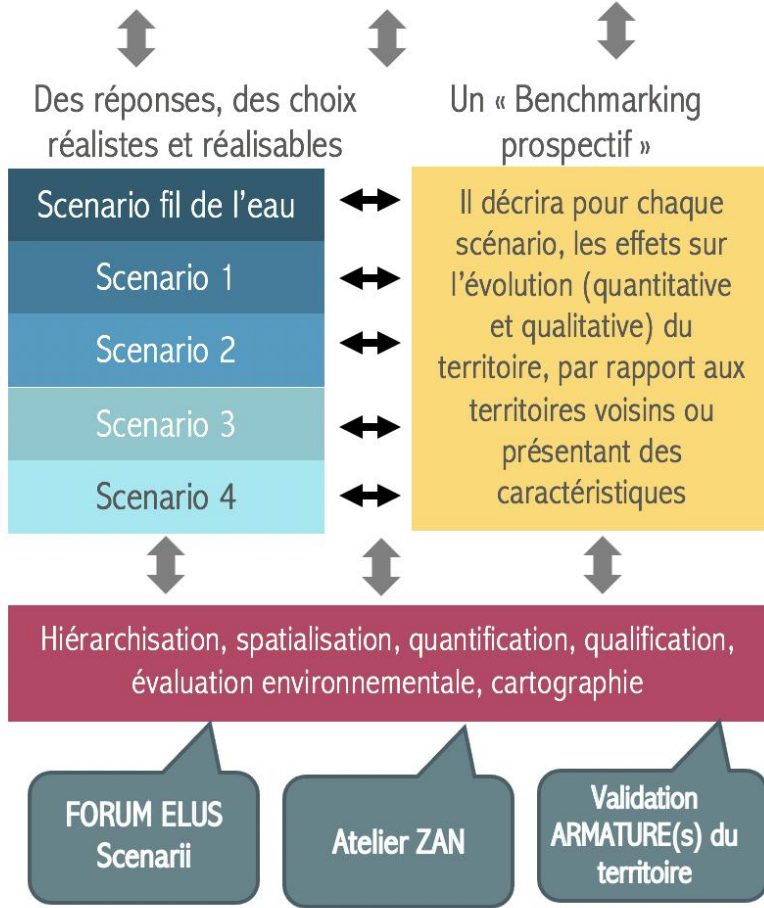 Des réponses, des choix
réalistes et réalisables
Scenario fil de l'eau
Scenario 1
Scenario 2
Scenario 3
Scenario 4
Un « Benchmarking
prospectif »
Il décrira pour chaque
scénario, les effets sur
l'évolution (quantitative
et qualitative) du
territoire, par rapport aux
territoires voisins ou
présentant des
caractéristiques
Hiérarchisation, spatialisation, quantification, qualification,
évaluation environnementale, cartographie
FORUM ELUS
Scenarii
Atelier ZAN
Validation
ARMATURE(s) du
territoire